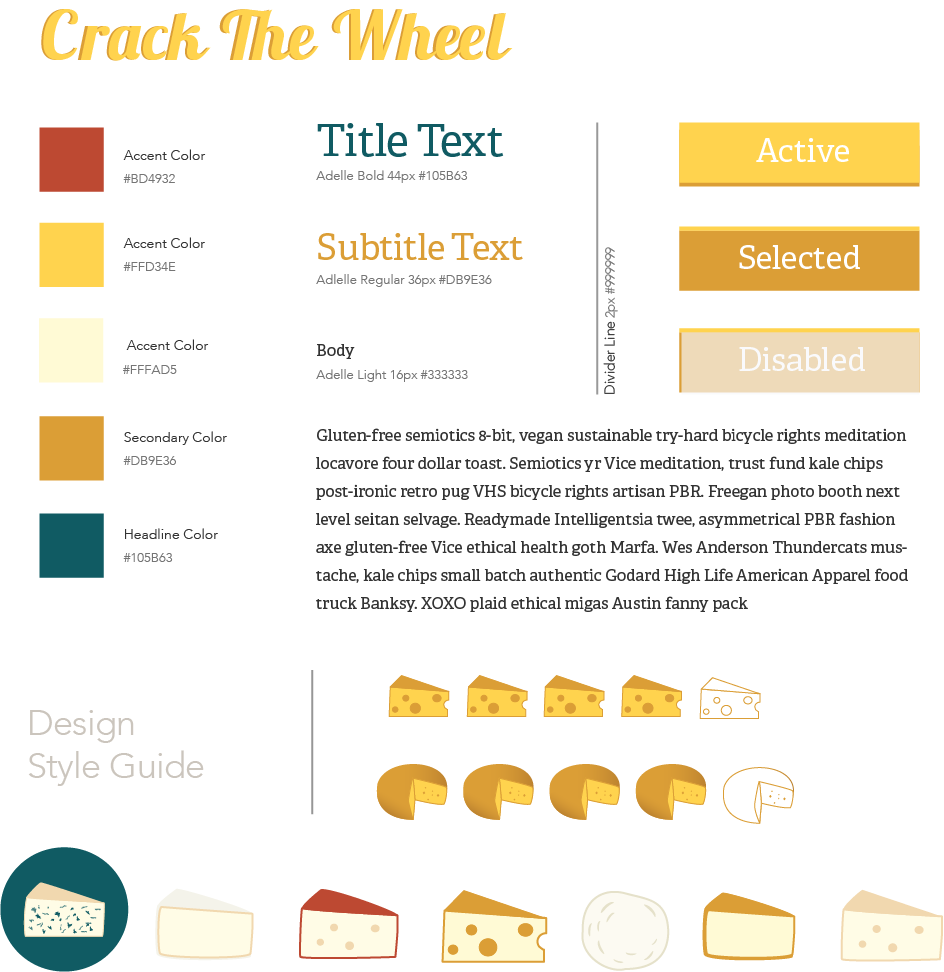 Crack The Wheel
Accent Color
#BD4932
Accent Color
#FFD34E
Accent Color
#FFFAD5
Secondary Color
#DB9E36
Headline Color
#105B63
Title Text
Adelle Bold 44px #105B63
Subtitle Text
Adlelle Regular 36px #DB9E36
Body
Adelle Light 16px #333333
Divider Line 2px #999999
Active
Selected
Disabled
Gluten-free semiotics 8-bit, vegan sustainable try-hard bicycle rights meditation
locavore four dollar toast. Semiotics yr Vice meditation, trust fund kale chips
post-ironic retro pug VHS bicycle rights artisan PBR. Freegan photo booth next
level seitan selvage. Readymade Intelligentsia twee, asymmetrical PBR fashion
axe gluten-free Vice ethical health goth Marfa. Wes Anderson Thundercats mus-
tache, kale chips small batch authentic Godard High Life American Apparel food
truck Banksy. XOXO plaid ethical migas Austin fanny pack
Design
Style Guide